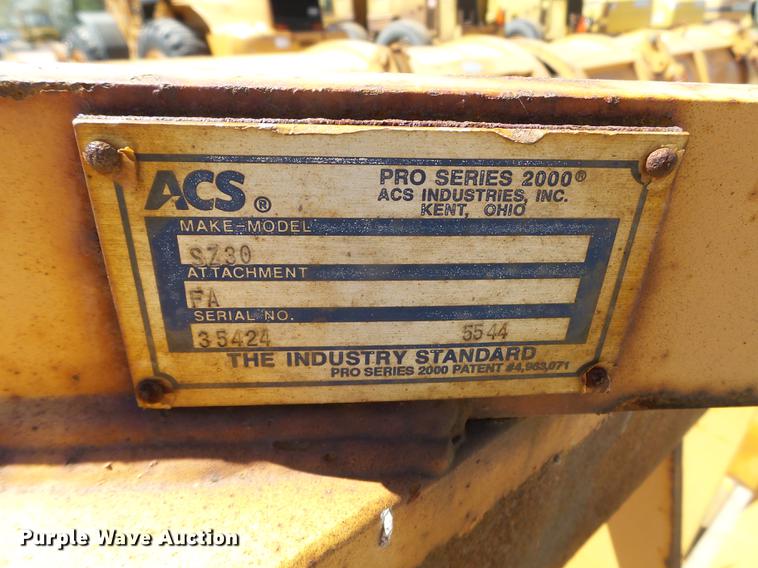 ACS®
PRO SERIES 2000®
ACS INDUSTRIES, INC.
KENT, OHIO
MAKE-MODEL
SZ30
ATTACHMENT
FA
SERIAL NO.
35424 5544
THE INDUSTRY STANDARD
PRO SERIES 2000 PATENT #4,963,071
Purple Wave Auction